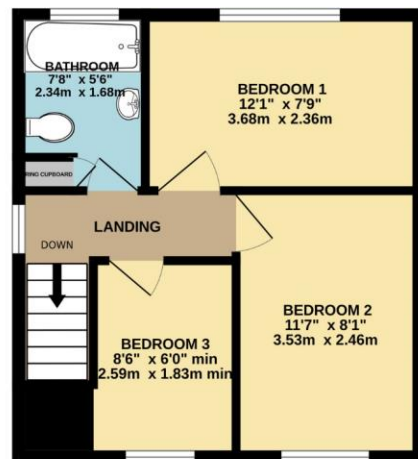 BATHROOM
7'8" x 5'6"
2.34m x 1.68m
BEDROOM 1
12'1" x 7'9"
3.68m x 2.36m
RING CUPBOARD
LANDING
DOWN
BEDROOM 2
11'7" x 8'1"
3.53m x 2.46m
BEDROOM 3
8'6" x 6'0" min
2.59m x 1.83m min